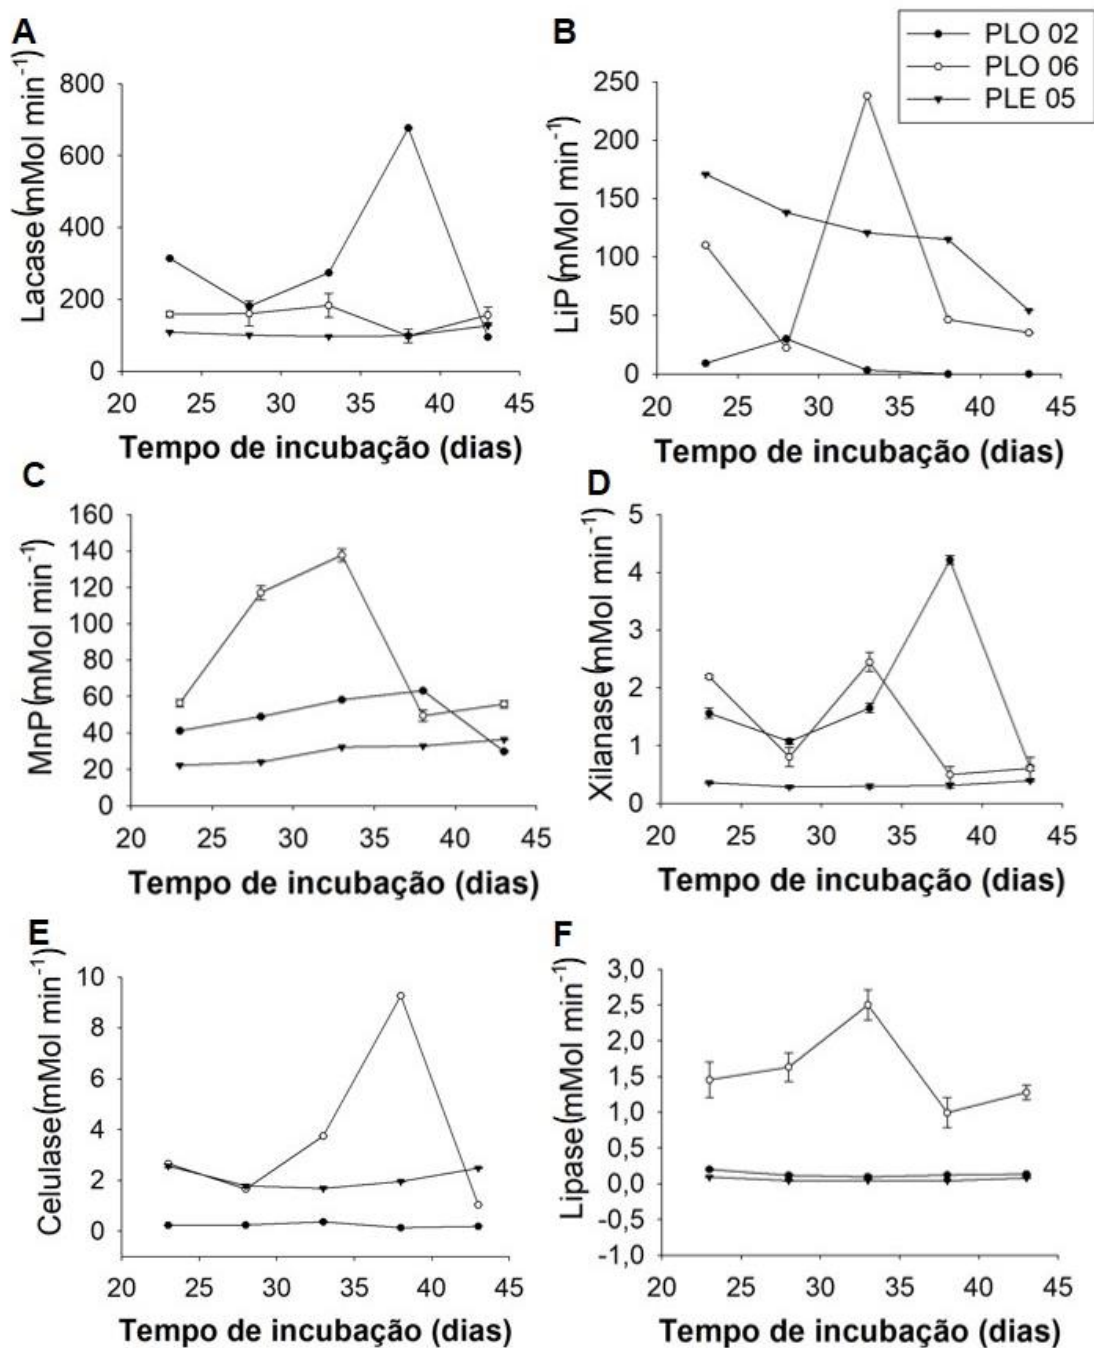 A
Lacase (mMol min⁻¹)
800
600
400
200
0
20 25 30 35 40 45
Tempo de incubação (dias)
B
PLO 02
PLO 06
PLE 05
LiP (mMol min⁻¹)
250
200
150
100
50
0
20 25 30 35 40 45
Tempo de incubação (dias)
C
MnP (mMol min⁻¹)
160
140
120
100
80
60
40
20
0
20 25 30 35 40 45
Tempo de incubação (dias)
D
Xilanase (mMol min⁻¹)
5
4
3
2
1
0
20 25 30 35 40 45
Tempo de incubação (dias)
E
Celulase (mMol min⁻¹)
10
8
6
4
2
0
20 25 30 35 40 45
Tempo de incubação (dias)
F
Lipase (mMol min⁻¹)
3,0
2,5
2,0
1,5
1,0
0,5
0,0
-0,5
-1,0
20 25 30 35 40 45
Tempo de incubação (dias)